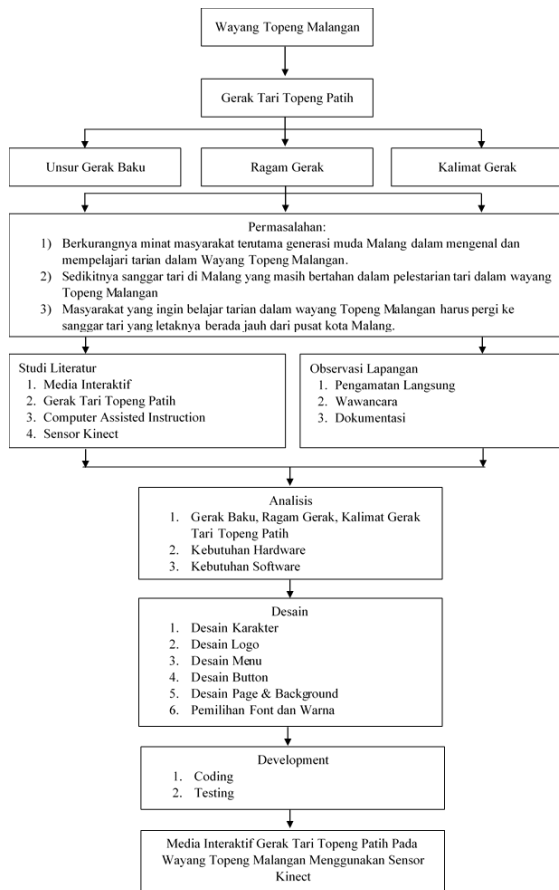 Wayang Topeng Malangan
Gerak Tari Topeng Patih
Unsur Gerak Baku
Ragam Gerak
Kalimat Gerak
Permasalahan:
1) Berkurangnya minat masyarakat terutama generasi muda Malang dalam mengenal dan
mempelajari tarian dalam Wayang Topeng Malangan.
2) Sedikitnya sanggar tari di Malang yang masih bertahan dalam pelestarian tari dalam wayang
Topeng Malangan
3) Masyarakat yang ingin belajar tarian dalam wayang Topeng Malangan harus pergi ke
sanggar tari yang letaknya berada jauh dari pusat kota Malang.
Studi Literatur
1. Media Interaktif
2. Gerak Tari Topeng Patih
3. Computer Assisted Instruction
4. Sensor Kinect
Observasi Lapangan
1. Pengamatan Langsung
2. Wawancara
3. Dokumentasi
Analisis
1. Gerak Baku, Ragam Gerak, Kalimat Gerak
Tari Topeng Patih
2. Kebutuhan Hardware
3. Kebutuhan Software
Desain
1. Desain Karakter
2. Desain Logo
3. Desain Menu
4. Desain Button
5. Desain Page & Background
6. Pemilihan Font dan Warna
Development
1. Coding
2. Testing
Media Interaktif Gerak Tari Topeng Patih Pada
Wayang Topeng Malangan Menggunakan Sensor
Kinect